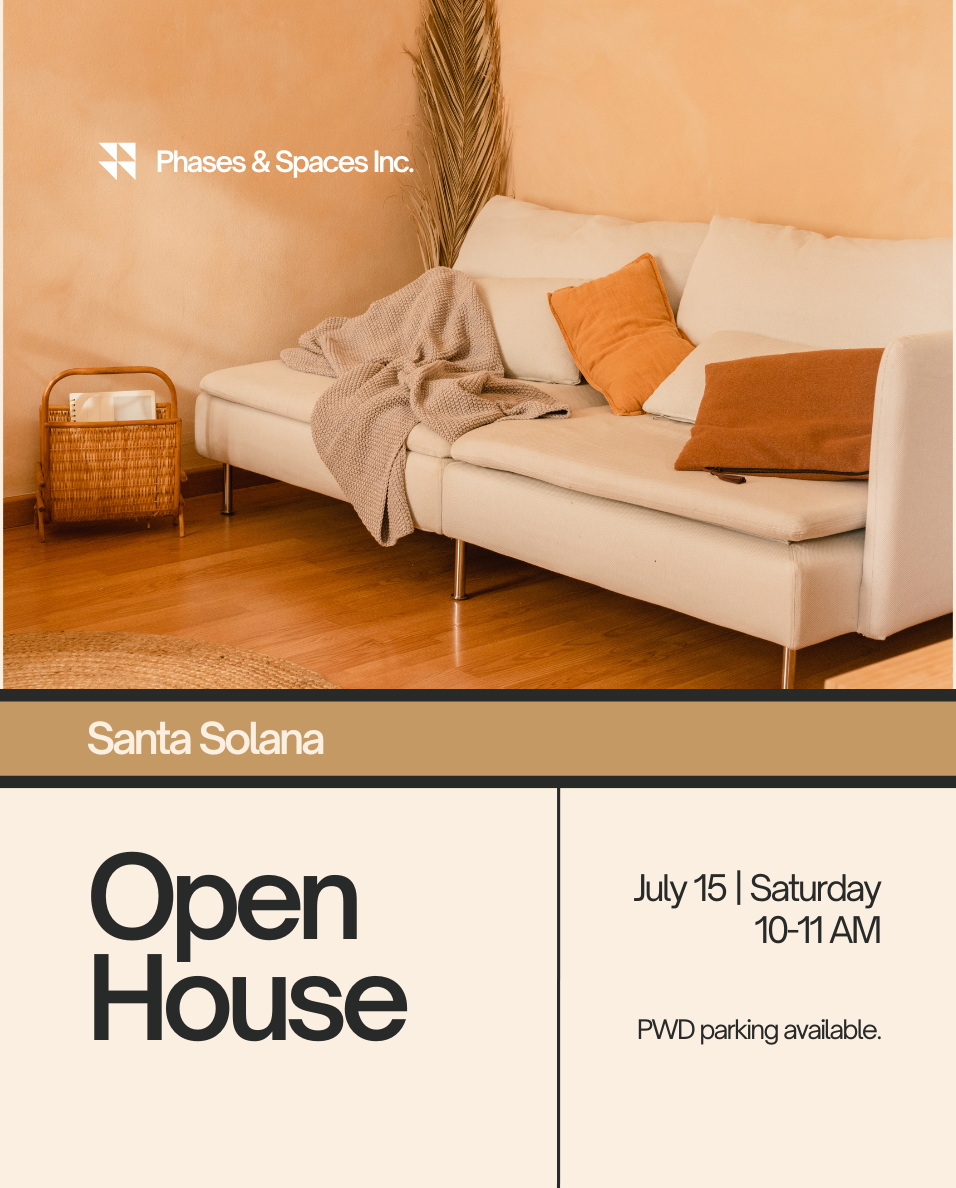 Phases & Spaces Inc.
Santa Solana
Open
House
July 15 | Saturday
10-11 AM
PWD parking available.